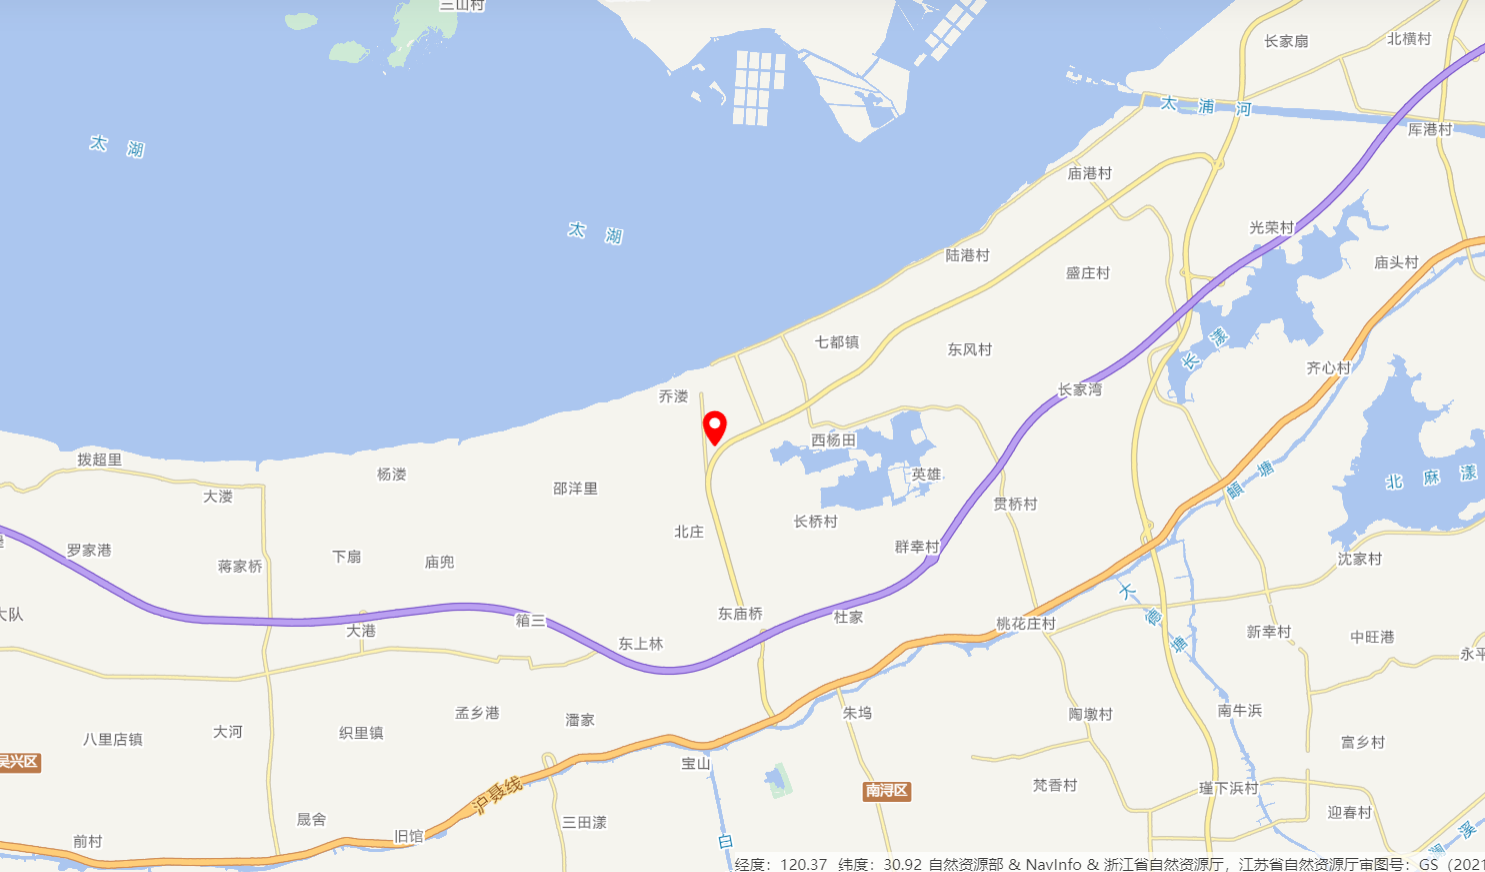 三山村
长家扇
北横村
太浦河
厍港村
太湖
庙港村
太湖
光荣村
陆港村
庙头村
盛庄村
七都镇
东风村
长漾
齐心村
乔溇
长家湾
西杨田
拨超里
杨溇
英雄
頔塘
北麻漾
邵洋里
大溇
贯桥村
长桥村
北庄
群幸村
罗家港
下扇
庙兜
蒋家桥
沈家村
大德塘
大队
东庙桥
杜家
箱三
桃花庄村
大港
新幸村
中旺港
东上林
永平
孟乡港
潘家
朱坞
陶墩村
南牛浜
八里店镇
大河
织里镇
富乡村
吴兴区
宝山
沪聂线
南浔区
梵香村
瑾下浜村
晟舍
三田漾
迎春村
前村
旧馆
白
澜溪
经度：120.37 纬度：30.92 自然资源部 & NavInfo & 浙江省自然资源厅，江苏省自然资源厅审图号：GS（2021